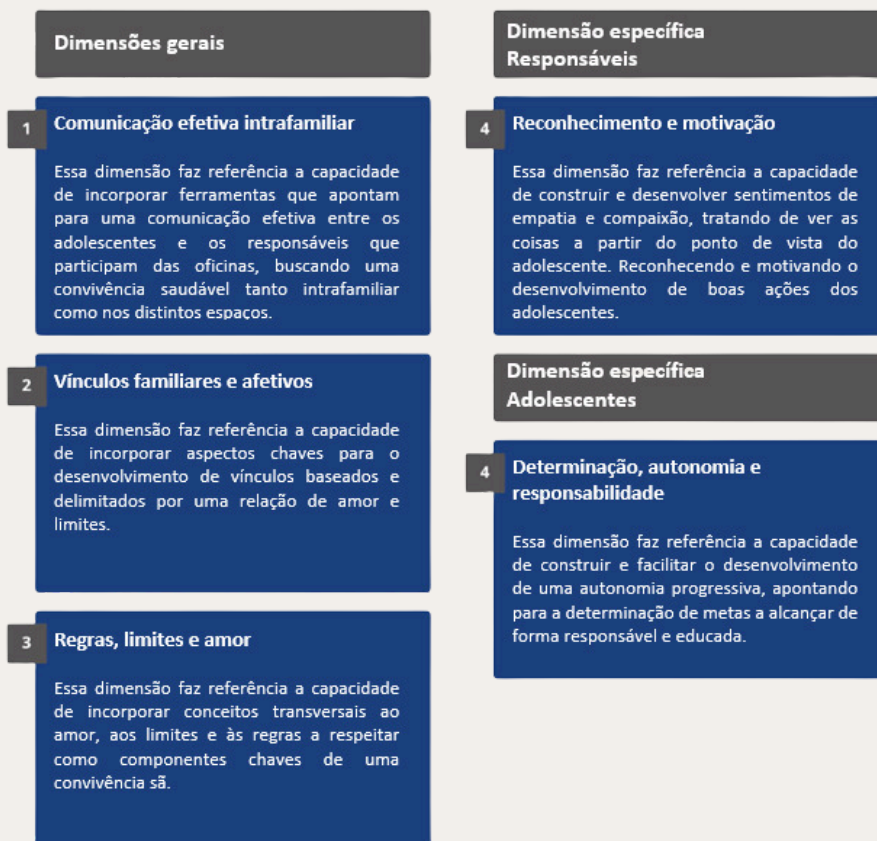 Dimensões gerais
1
Comunicação efetiva intrafamiliar
Essa dimensão faz referência a capacidade
de incorporar ferramentas que apontam
para uma comunicação efetiva entre os
adolescentes e os responsáveis que
participam das oficinas, buscando uma
convivência saudável tanto intrafamiliar
como nos distintos espaços.
2
Vínculos familiares e afetivos
Essa dimensão faz referência a capacidade
de incorporar aspectos chaves para o
desenvolvimento de vínculos baseados e
delimitados por uma relação de amor e
limites.
3
Regras, limites e amor
Essa dimensão faz referência a capacidade
de incorporar conceitos transversais ao
amor, aos limites e às regras a respeitar
como componentes chaves de uma
convivência sã.
Dimensão específica
Responsáveis
4
Reconhecimento e motivação
Essa dimensão faz referência a capacidade
de construir e desenvolver sentimentos de
empatia e compaixão, tratando de ver as
coisas a partir do ponto de vista do
adolescente. Reconhecendo e motivando o
desenvolvimento de boas ações dos
adolescentes.
Dimensão específica
Adolescentes
4
Determinação, autonomia e
responsabilidade
Essa dimensão faz referência a capacidade
de construir e facilitar o desenvolvimento
de uma autonomia progressiva, apontando
para a determinação de metas a alcançar de
forma responsável e educada.